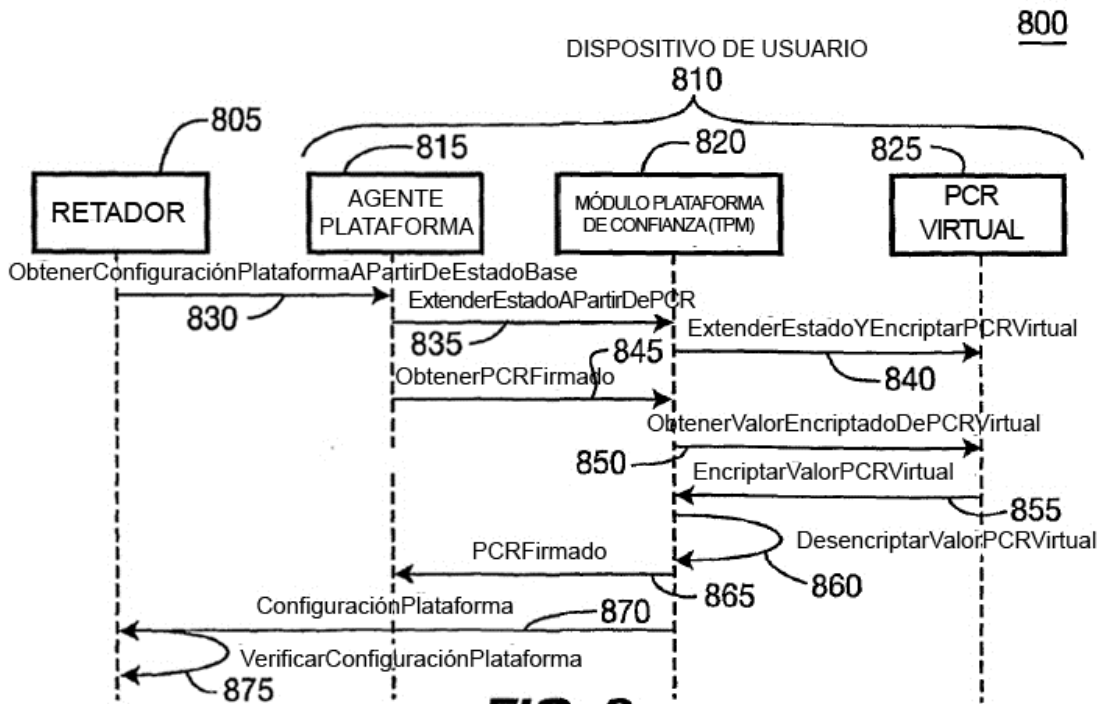 800
DISPOSITIVO DE USUARIO
810
805
815
820
825
RETADOR
AGENTE
PLATAFORMA
MÓDULO PLATAFORMA
DE CONFIANZA (TPM)
PCR
VIRTUAL
ObtenerConfiguraciónPlataformaAPartirDeEstadoBase
830
ExtenderEstadoAPartirDePCR
835
845
ExtenderEstadoYEncriptarPCRVirtual
840
ObtenerPCRFirmado
ObtenerValorEncriptadoDePCRVirtual
850
EncriptarValorPCRVirtual
855
DesencriptarValorPCRVirtual
860
PCRFirmado
865
ConfiguraciónPlataforma
870
VerificarConfiguraciónPlataforma
875